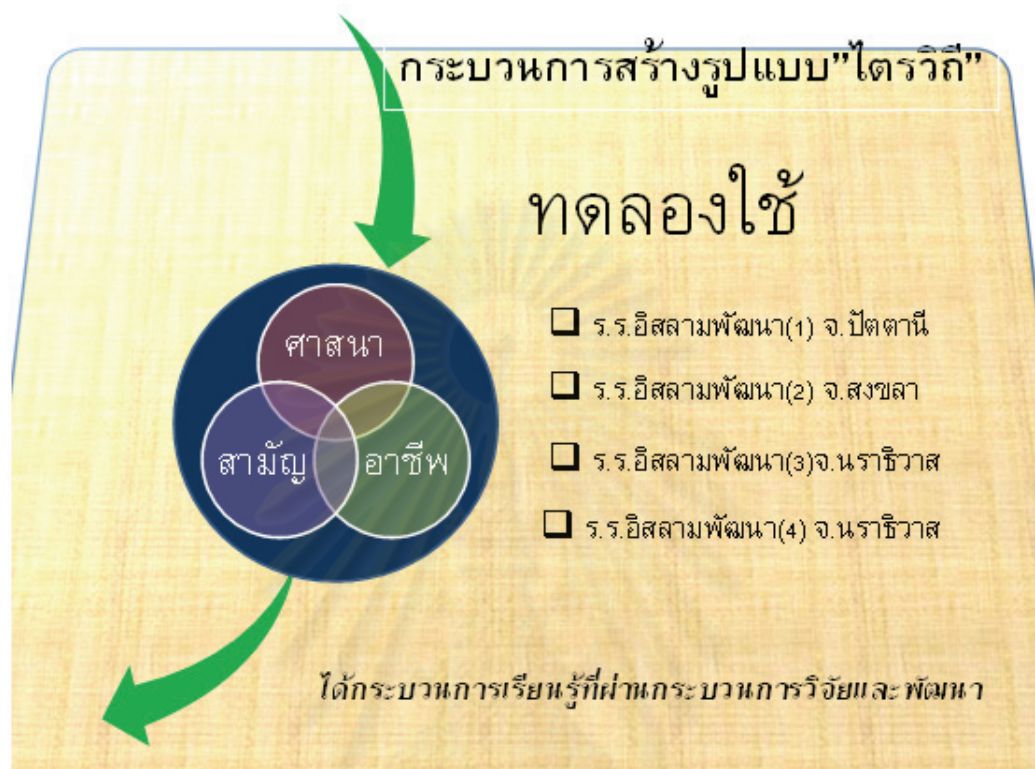 กระบวนการสร้างรูปแบบ"ไตรวิถี"
ทดลองใช้
ศาสนา
สามัญ
อาชีพ
ร.ร.อิสลามพัฒนา(1) จ.ปัตตานี
ร.ร.อิสลามพัฒนา(2) จ.สงขลา
ร.ร.อิสลามพัฒนา(3)จ.นราธิวาส
ร.ร.อิสลามพัฒนา(4) จ.นราธิวาส
ได้กระบวนการเรียนรู้ที่ผ่านกระบวนการวิจัยและพัฒนา